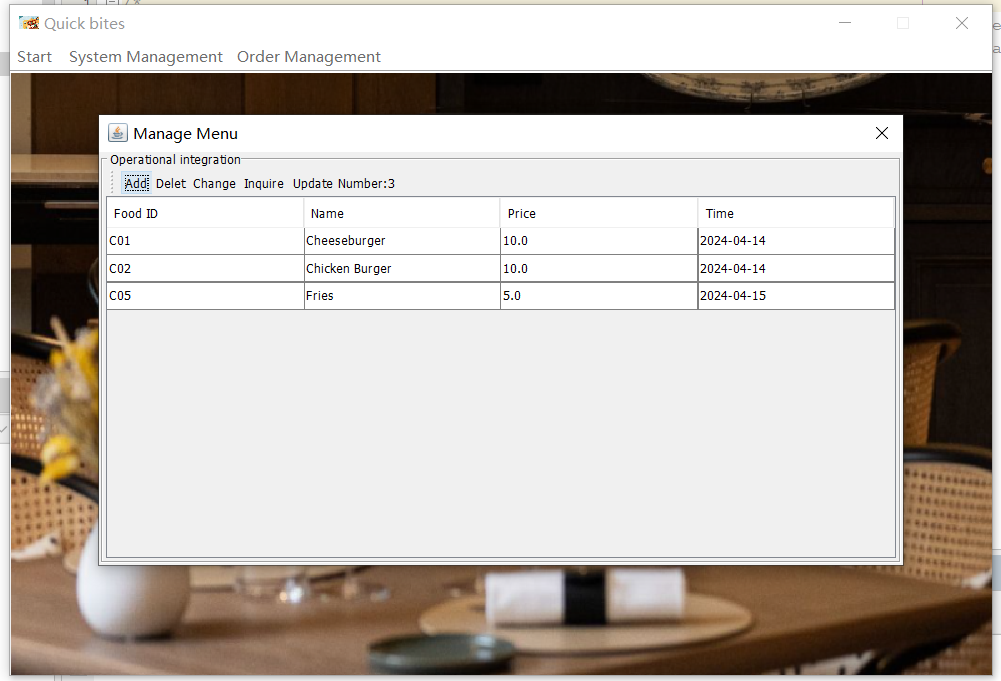 Quick bites
Start System Management Order Management
Manage Menu
Operational integration
Add Delet Change Inquire Update Number:3
Food ID Name Price Time
C01 Cheeseburger 10.0 2024-04-14
C02 Chicken Burger 10.0 2024-04-14
C05 Fries 5.0 2024-04-15